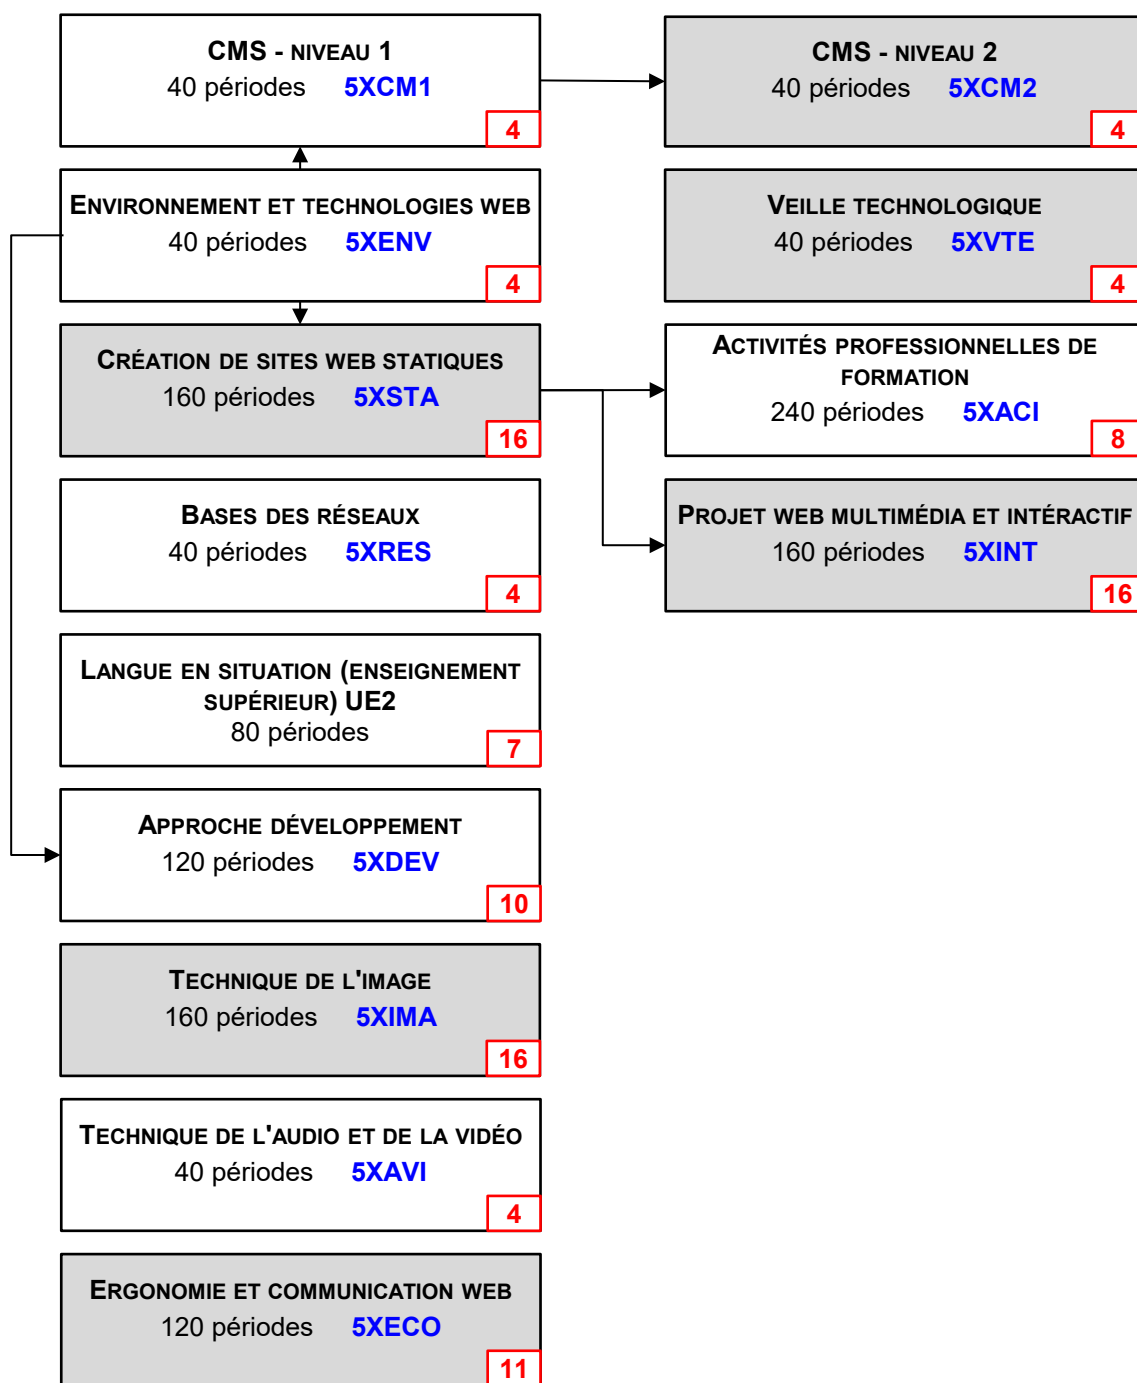 CMS - NIVEAU 1
40 périodes 5XCM1
4
ENVIRONNEMENT ET TECHNOLOGIES WEB
40 périodes 5XENV
4
CRÉATION DE SITES WEB STATIQUES
160 périodes 5XSTA
16
BASES DES RÉSEAUX
40 périodes 5XRES
4
LANGUE EN SITUATION (ENSEIGNEMENT
SUPÉRIEUR) UE2
80 périodes
7
APPROCHE DÉVELOPPEMENT
120 périodes 5XDEV
10
TECHNIQUE DE L'IMAGE
160 périodes 5XIMA
16
TECHNIQUE DE L'AUDIO ET DE LA VIDÉO
40 périodes 5XAVI
4
ERGONOMIE ET COMMUNICATION WEB
120 périodes 5XECO
11
CMS - NIVEAU 2
40 périodes 5XCM2
4
VEILLE TECHNOLOGIQUE
40 périodes 5XVTE
4
ACTIVITÉS PROFESSIONNELLES DE
FORMATION
240 périodes 5XACI
8
PROJET WEB MULTIMÉDIA ET INTÉRACTIF
160 périodes 5XINT
16